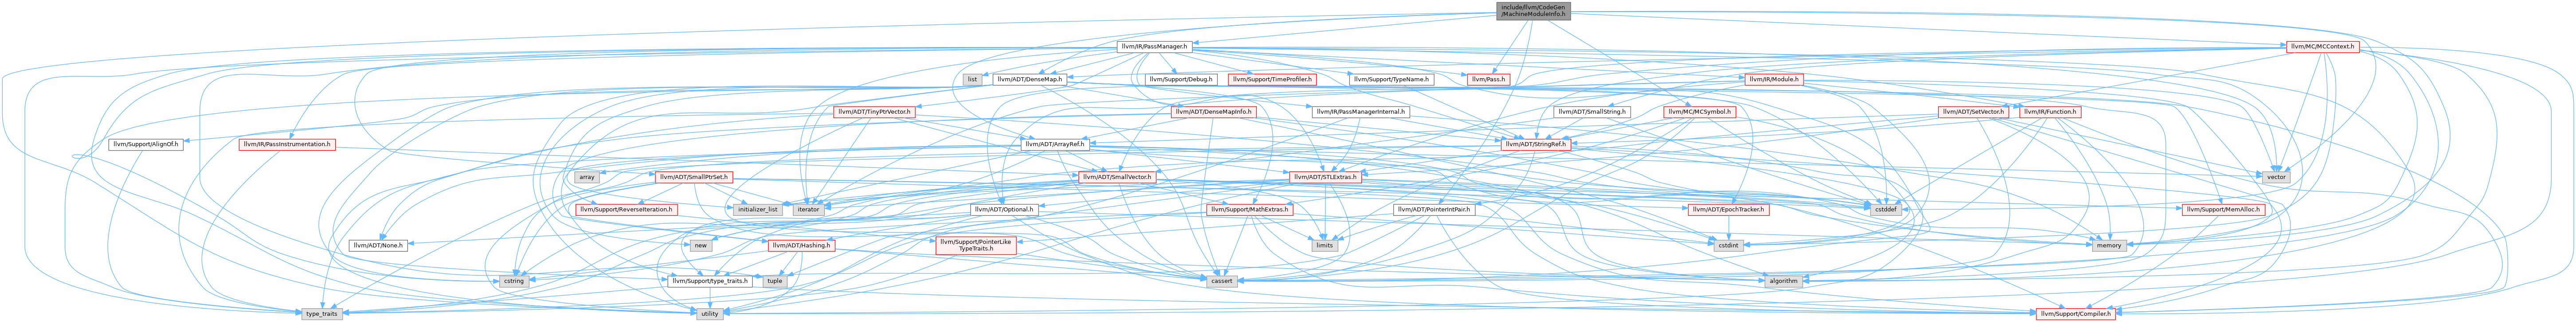 include/llvm/CodeGen
/MachineModuleInfo.h
llvm/IR/PassManager.h
llvm/MC/MCContext.h
list
llvm/ADT/DenseMap.h
llvm/Support/Debug.h
llvm/Support/TimeProfiler.h
llvm/Support/TypeName.h
llvm/Pass.h
llvm/IR/Module.h
llvm/ADT/TinyPtrVector.h
llvm/ADT/DenseMapInfo.h
llvm/IR/PassManagerInternal.h
llvm/ADT/SmallString.h
llvm/MC/MCSymbol.h
llvm/ADT/SetVector.h
llvm/IR/Function.h
llvm/Support/AlignOf.h
llvm/IR/PassInstrumentation.h
llvm/ADT/ArrayRef.h
llvm/ADT/StringRef.h
array
llvm/ADT/SmallPtrSet.h
llvm/ADT/SmallVector.h
llvm/ADT/STLExtras.h
vector
llvm/Support/ReverseIteration.h
initializer_list
iterator
llvm/ADT/Optional.h
llvm/Support/MathExtras.h
llvm/ADT/PointerIntPair.h
cstddef
llvm/ADT/EpochTracker.h
llvm/Support/MemAlloc.h
llvm/ADT/None.h
new
llvm/ADT/Hashing.h
llvm/Support/PointerLike
TypeTraits.h
limits
cstdint
memory
cstring
llvm/Support/type_traits.h
tuple
cassert
algorithm
type_traits
utility
llvm/Support/Compiler.h